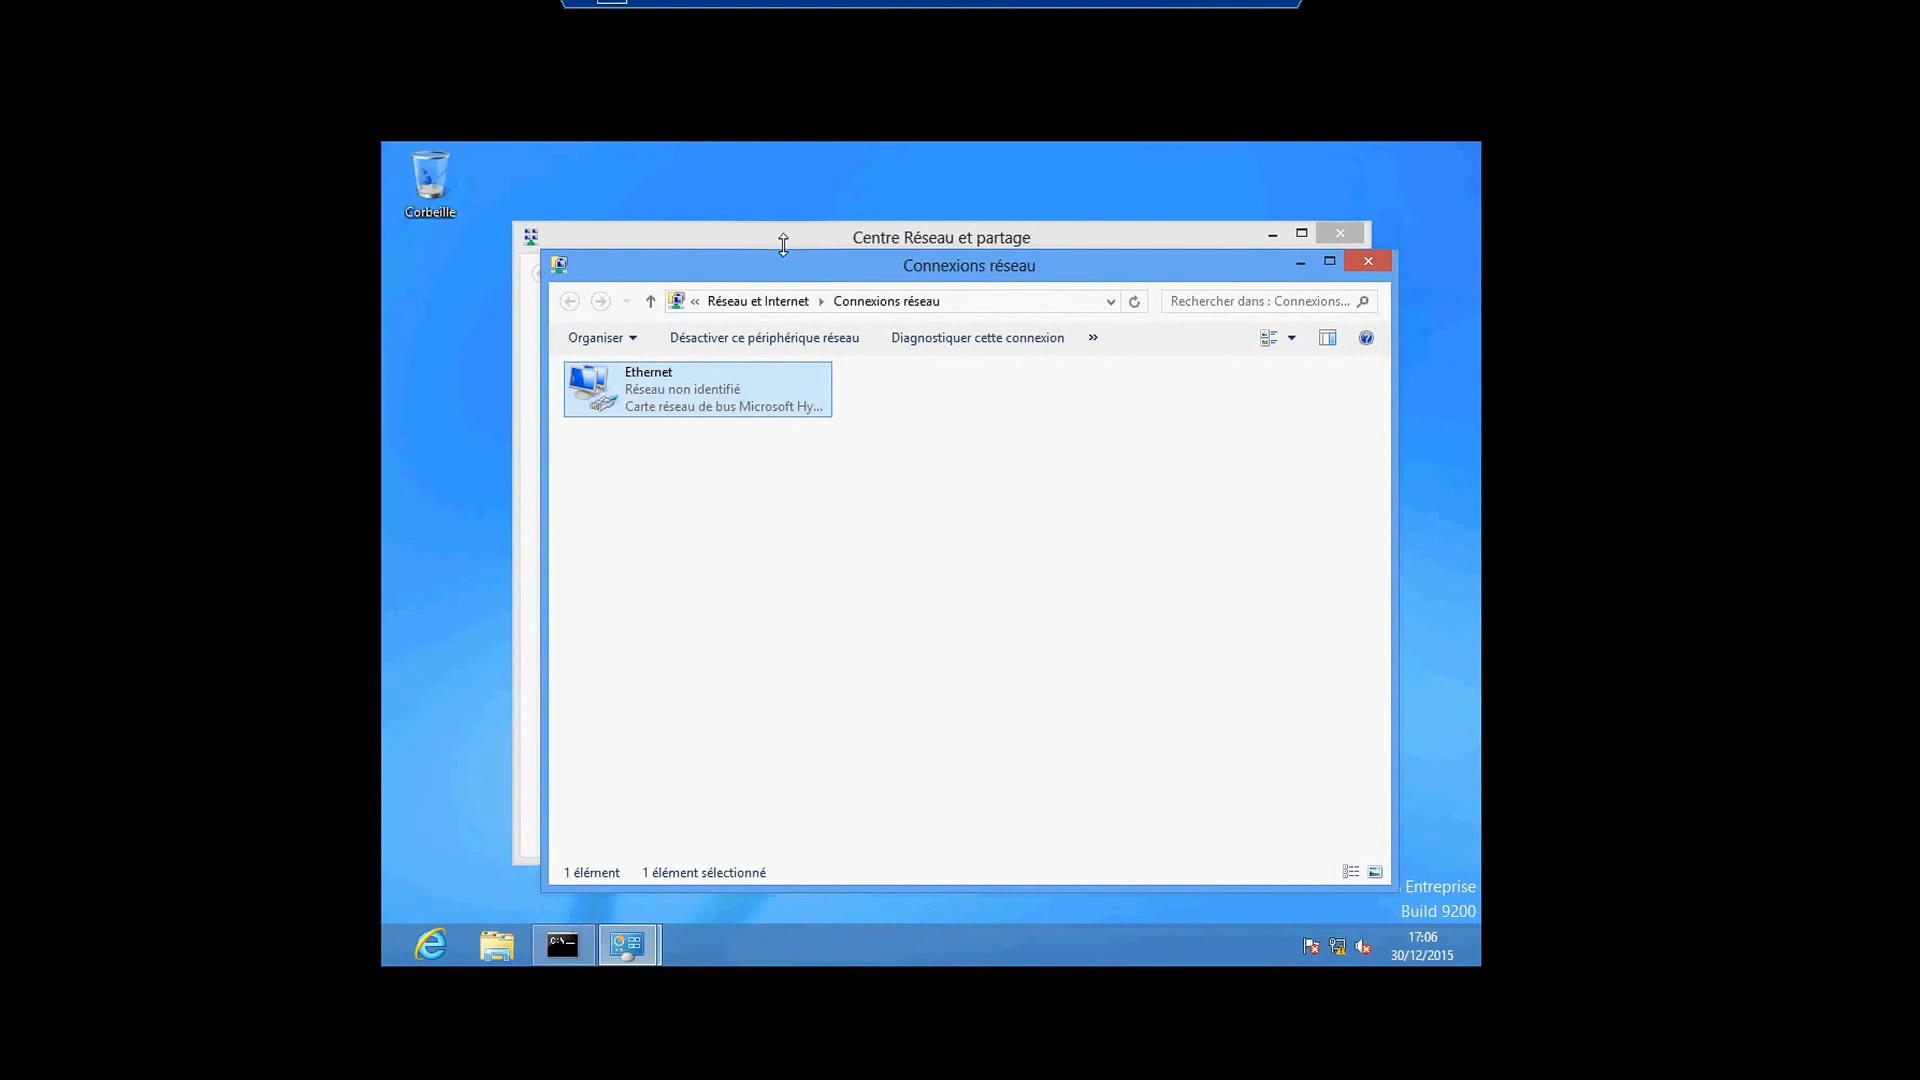 Corbeille
Centre Réseau et partage
Connexions réseau
« Réseau et Internet Connexions réseau
Rechercher dans : Connexions...
Organiser Désactiver ce périphérique réseau Diagnostiquer cette connexion »
Ethernet
Réseau non identifié
Carte réseau de bus Microsoft Hy...
1 élément 1 élément sélectionné
Entreprise
Build 9200
C:\
17:06
30/12/2015